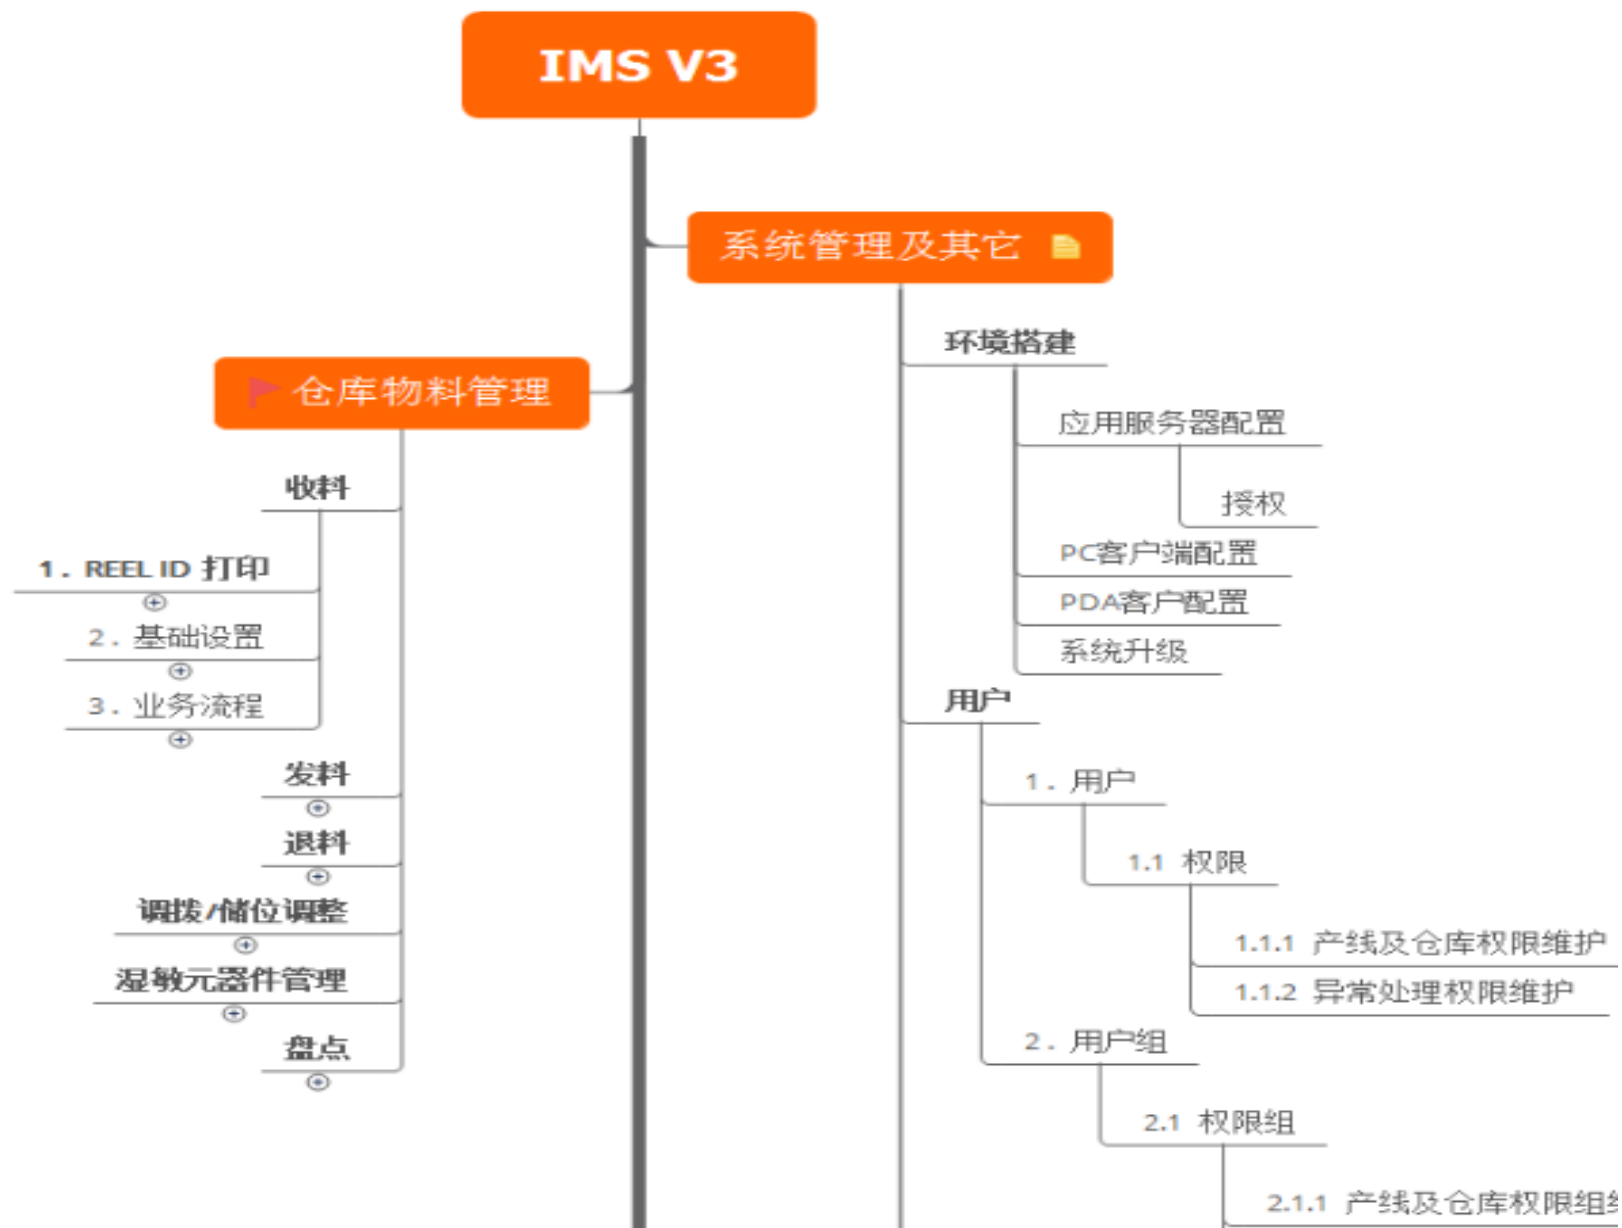 IMS V3
系统管理及其它
环境搭建
应用服务器配置
授权
PC客户端配置
PDA客户配置
系统升级
用户
1. 用户
1.1 权限
1.1.1 产线及仓库权限维护
1.1.2 异常处理权限维护
2. 用户组
2.1 权限组
2.1.1 产线及仓库权限组
仓库物料管理
收料
1. REEL ID 打印
2. 基础设置
3. 业务流程
发料
退料
调拨/储位调整
湿敏元器件管理
盘点